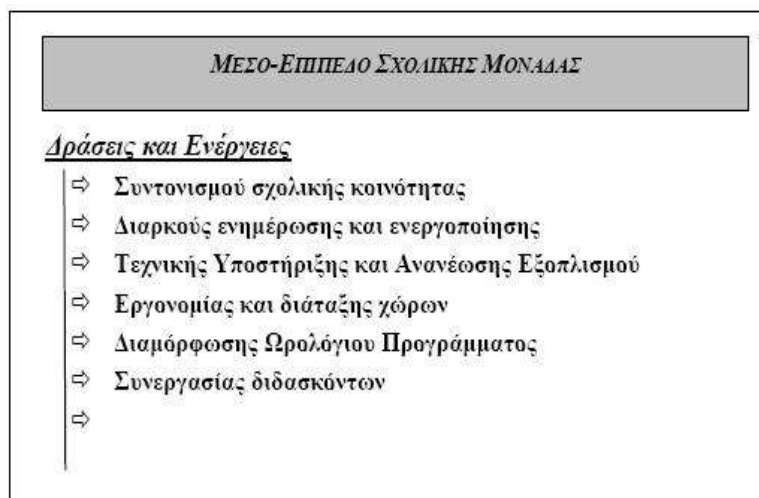 ΜΕΣΟ-ΕΠΙΠΕΔΟ ΣΧΟΛΙΚΗΣ ΜΟΝΑΔΑΣ
Δράσεις και Ενέργειες
⇨ Συντονισμού σχολικής κοινότητας
⇨ Διαρκούς ενημέρωσης και ενεργοποίησης
⇨ Τεχνικής Υποστήριξης και Ανανέωσης Εξοπλισμού
⇨ Εργονομίας και διάταξης χώρων
⇨ Διαμόρφωσης Ωρολόγιου Προγράμματος
⇨ Συνεργασίας διδασκόντων
⇨